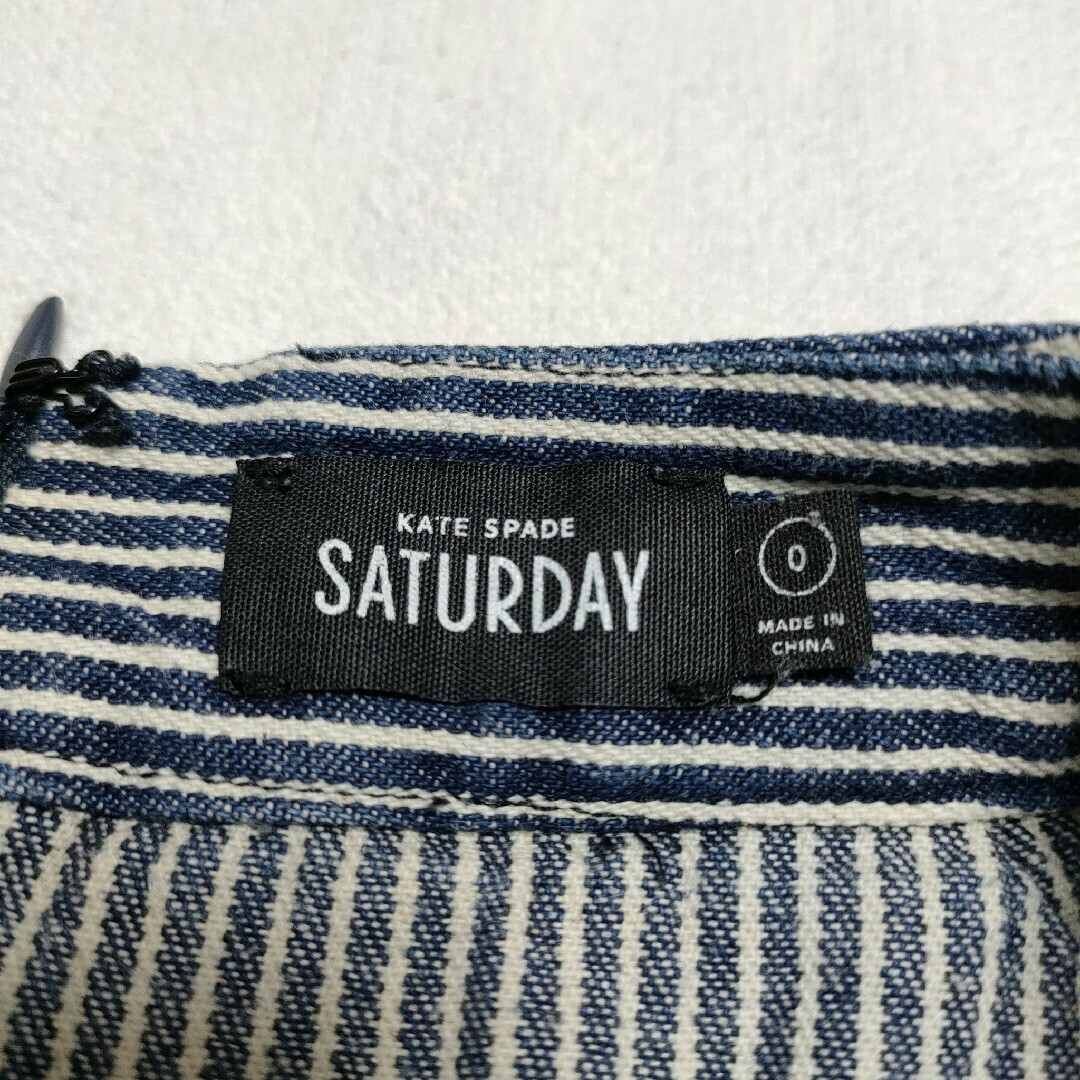 KATE SPADE
SATURDAY
0
MADE IN
CHINA